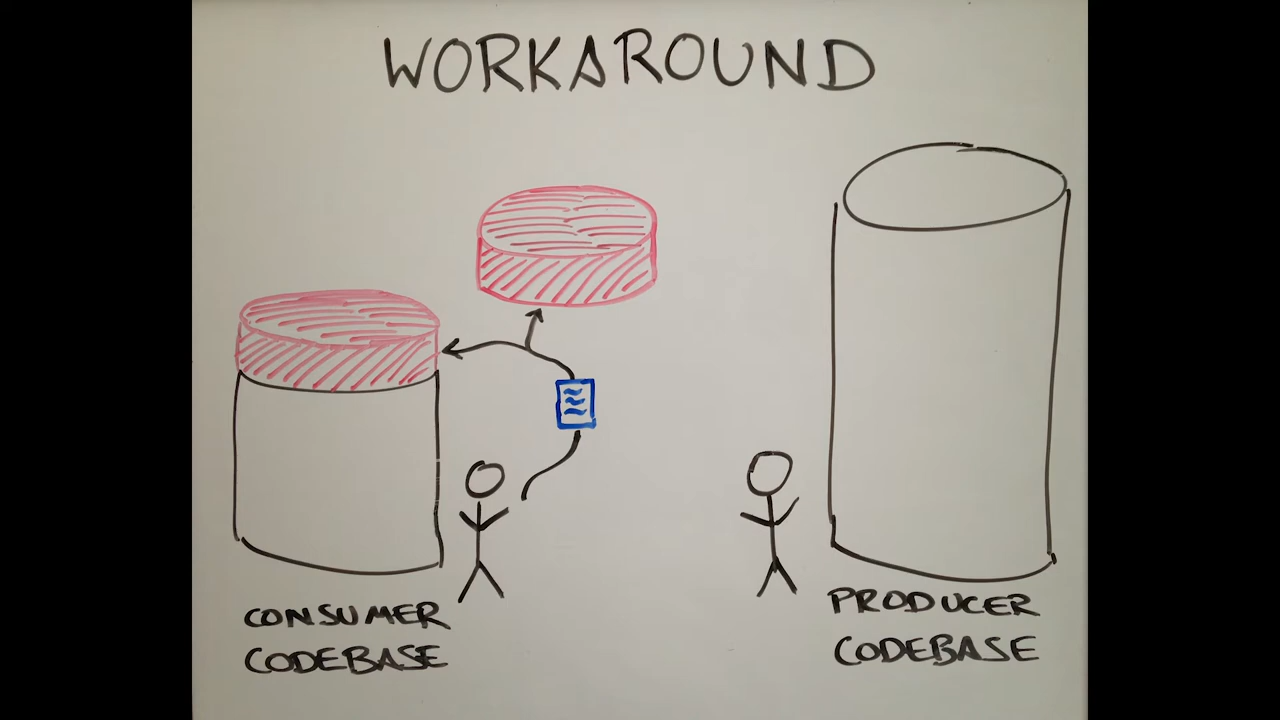 WORKAROUND
CONSUMER
CODEBASE
PRODUCER
CODEBASE